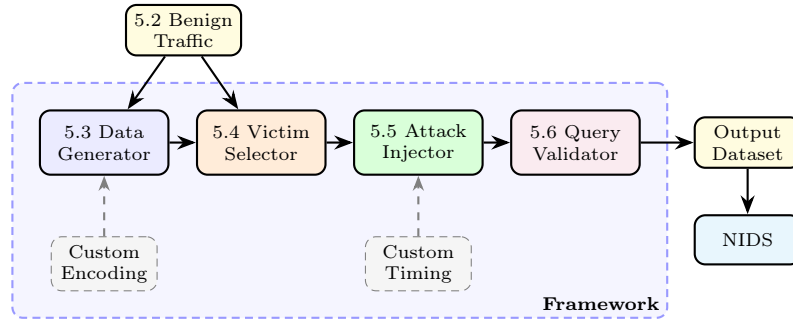 5.2 Benign
Traffic
5.3 Data
Generator
5.4 Victim
Selector
5.5 Attack
Injector
5.6 Query
Validator
Output
Dataset
Custom
Encoding
Custom
Timing
NIDS
Framework